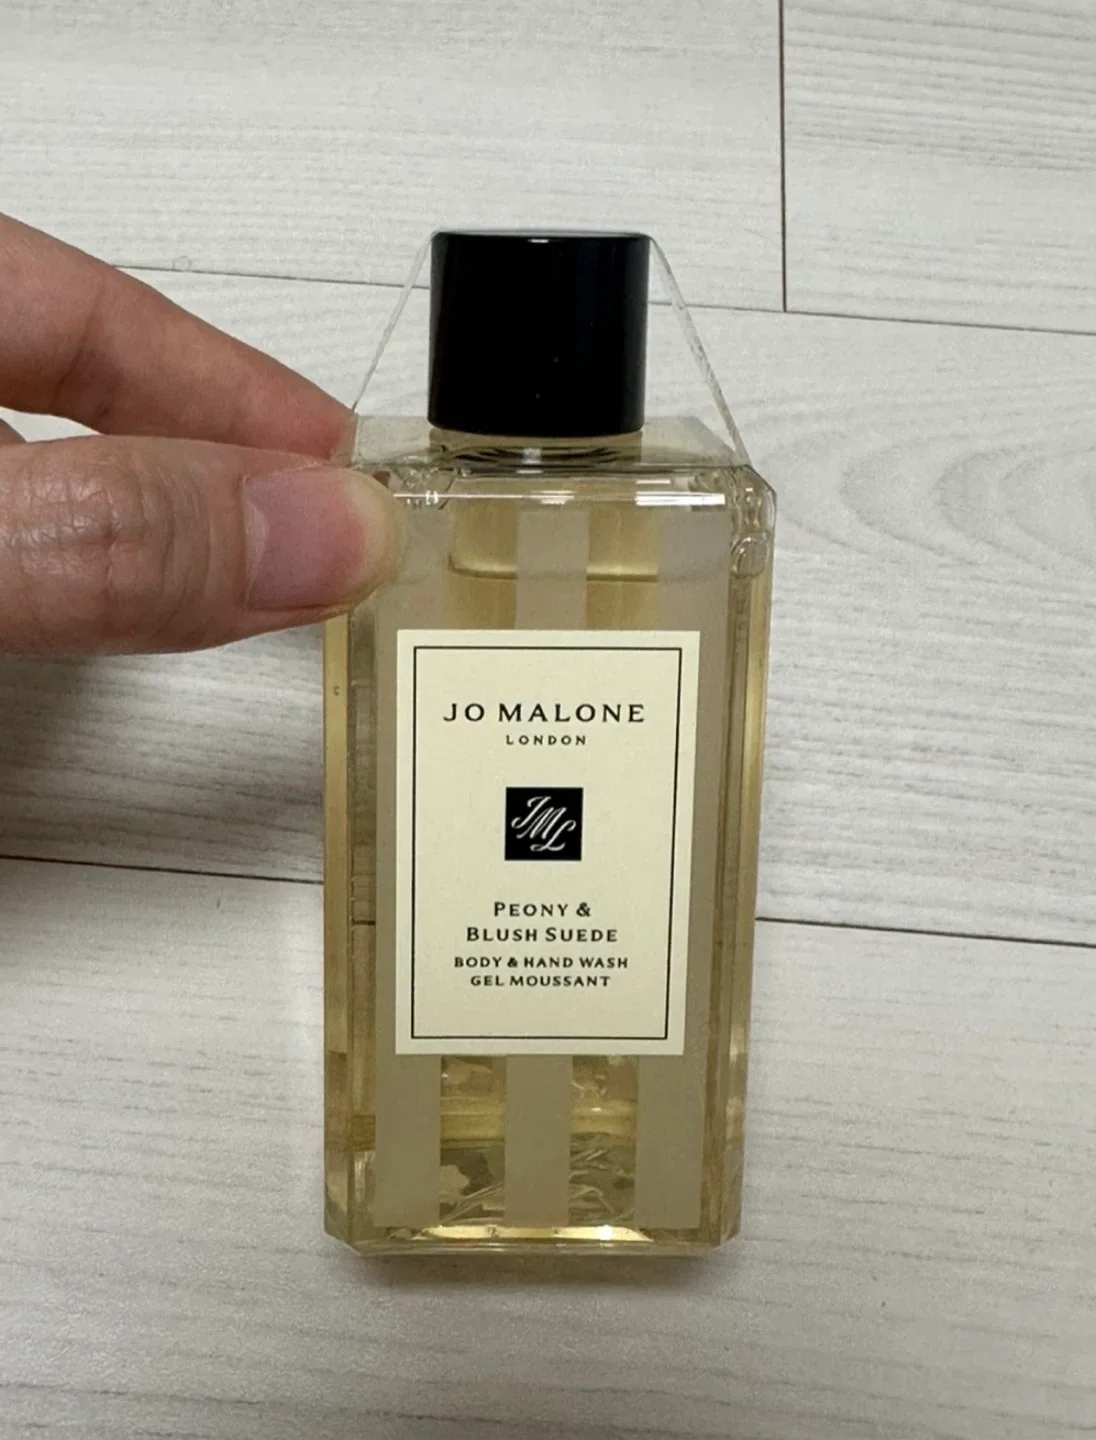 JO MALONE
LONDON
JML
PEONY &
BLUSH SUEDE
BODY & HAND WASH
GEL MOUSSANT